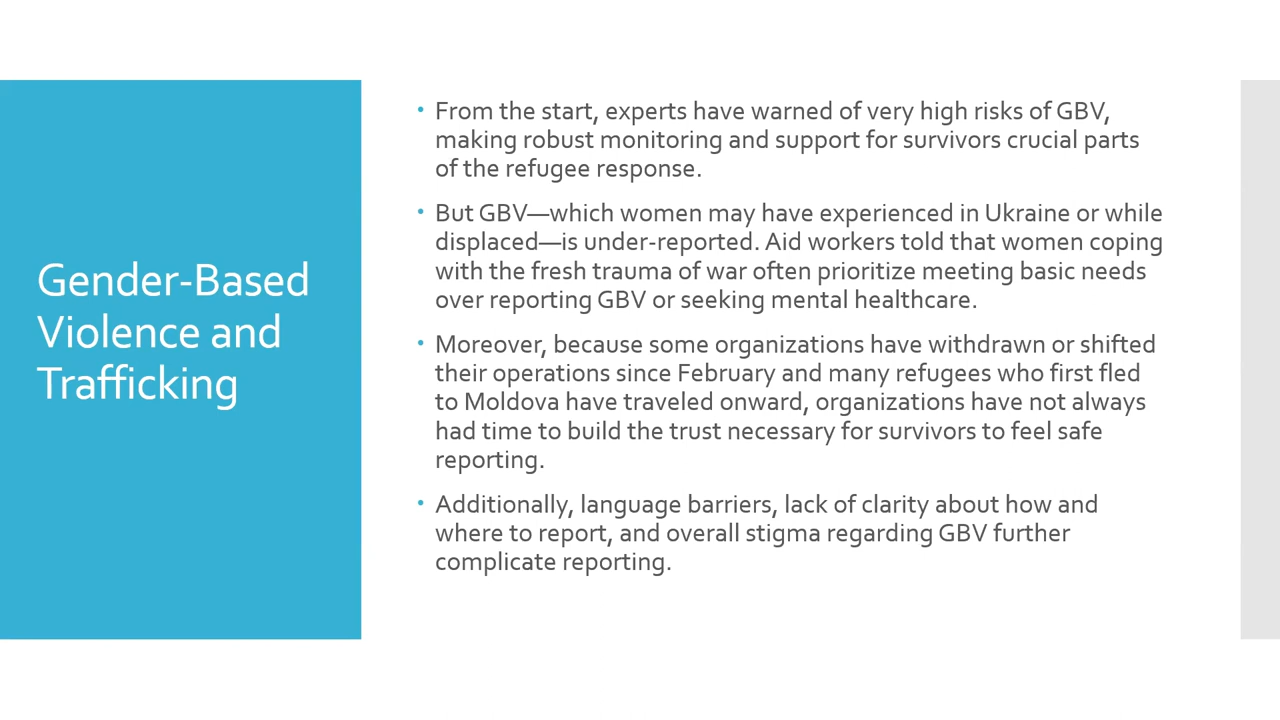 Gender-Based
Violence and
Trafficking
• From the start, experts have warned of very high risks of GBV,
making robust monitoring and support for survivors crucial parts
of the refugee response.
• But GBV—which women may have experienced in Ukraine or while
displaced—is under-reported. Aid workers told that women coping
with the fresh trauma of war often prioritize meeting basic needs
over reporting GBV or seeking mental healthcare.
• Moreover, because some organizations have withdrawn or shifted
their operations since February and many refugees who first fled
to Moldova have traveled onward, organizations have not always
had time to build the trust necessary for survivors to feel safe
reporting.
• Additionally, language barriers, lack of clarity about how and
where to report, and overall stigma regarding GBV further
complicate reporting.